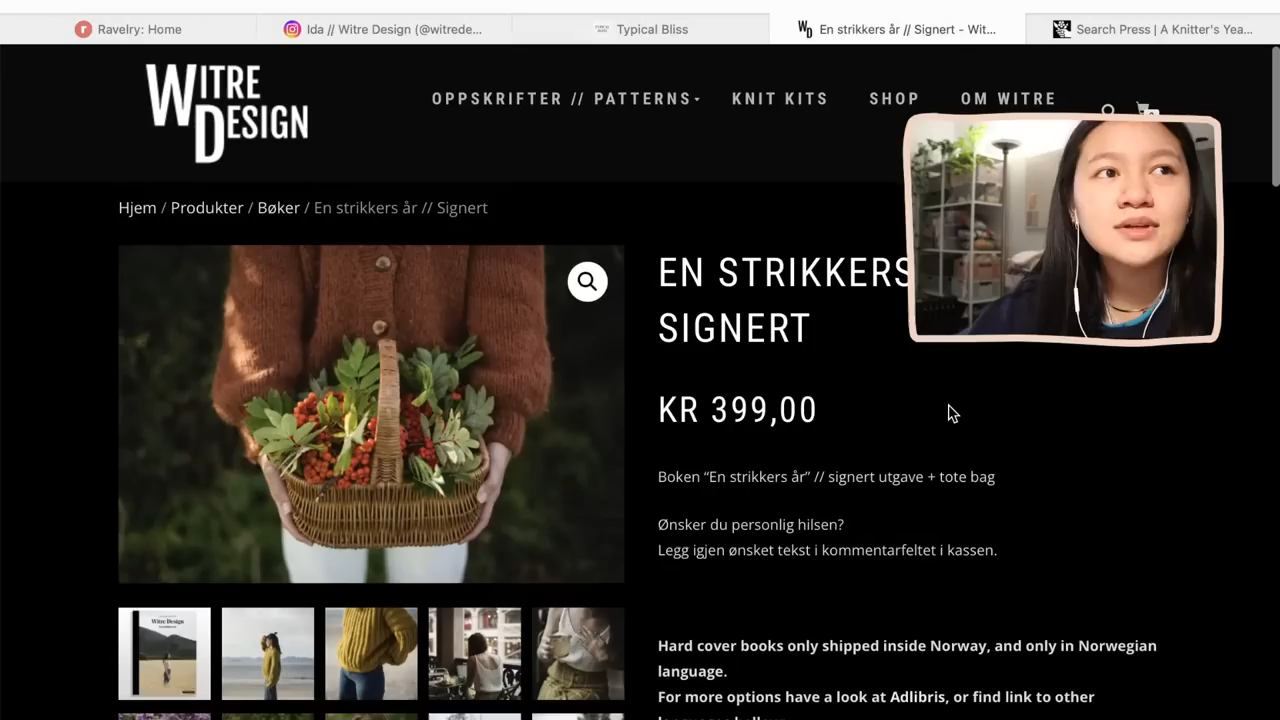 Ravelry: Home
Ida // Witre Design (@witrede...
Typical Bliss
En strikkers år // Signert - Wit...
Search Press | A Knitter's Yea...
WITRE
DESIGN
OPPSKRIFTER // PATTERNS
KNIT KITS
SHOP
OM WITRE
Hjem / Produkter / Bøker / En strikkers år // Signert
EN STRIKKERS
SIGNERT
KR 399,00
Boken “En strikkers år” // signert utgave + tote bag
Ønsker du personlig hilsen?
Legg igjen ønsket tekst i kommentarfeltet i kassen.
Witre Design
Hard cover books only shipped inside Norway, and only in Norwegian
language.
For more options have a look at Adlibris, or find link to other